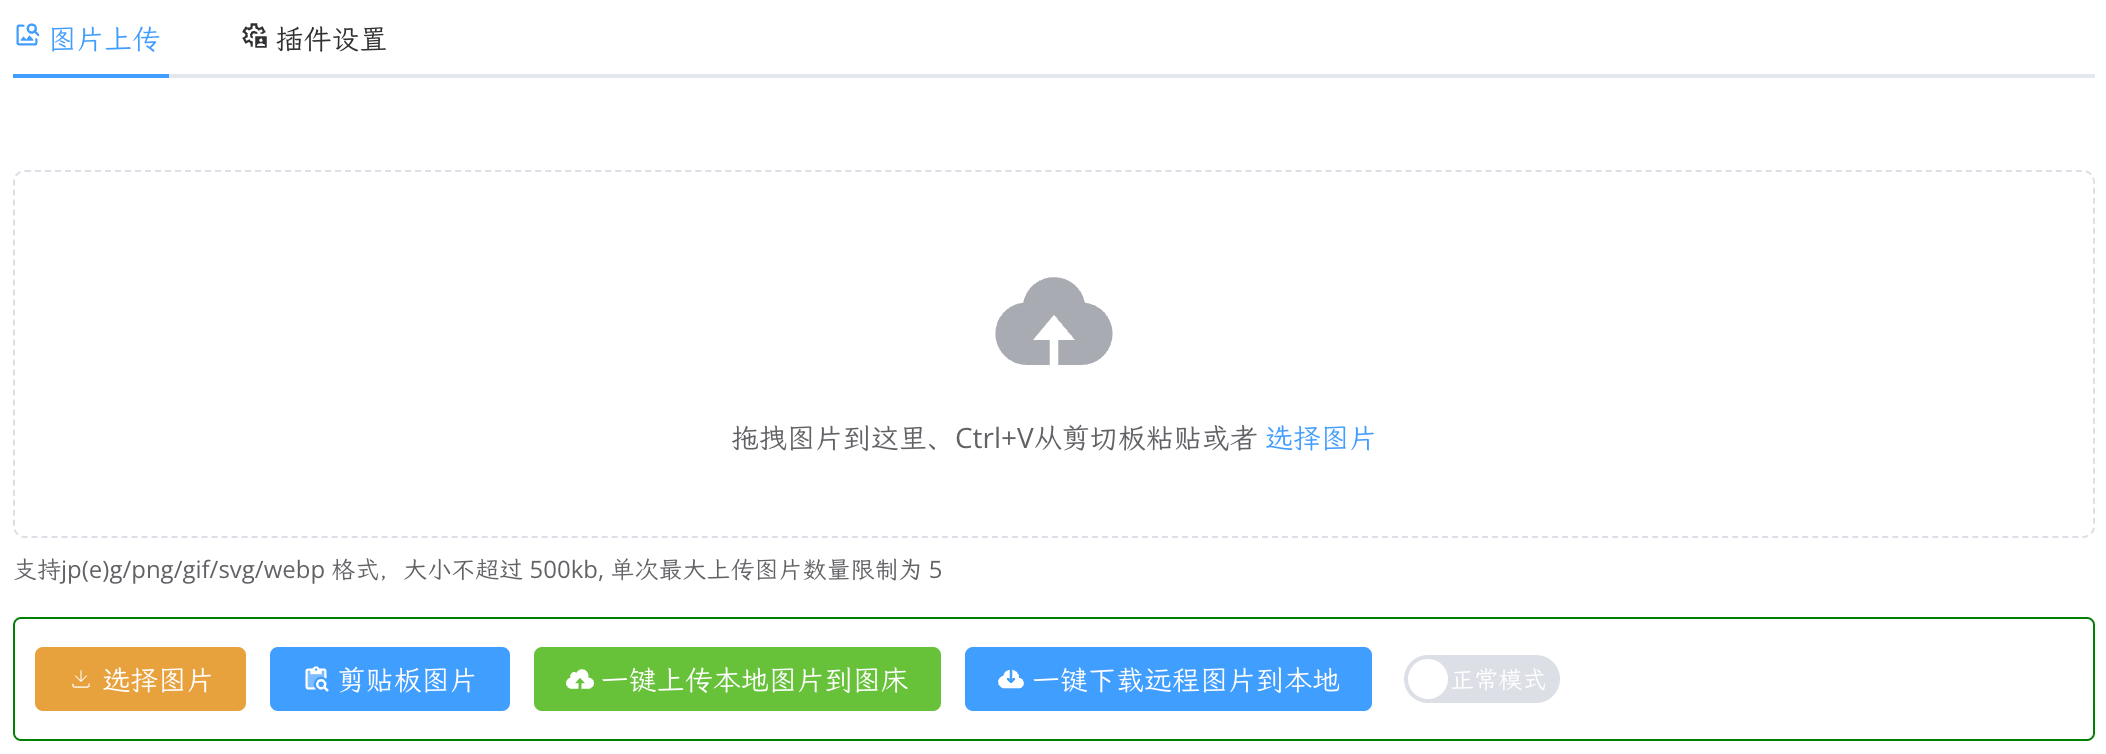 图片上传 插件设置
拖拽图片到这里、Ctrl+V从剪切板粘贴或者 选择图片
支持jp(e)g/png/gif/svg/webp 格式，大小不超过 500kb, 单次最大上传图片数量限制为 5
选择图片 剪贴板图片 一键上传本地图片到图床 一键下载远程图片到本地 正常模式